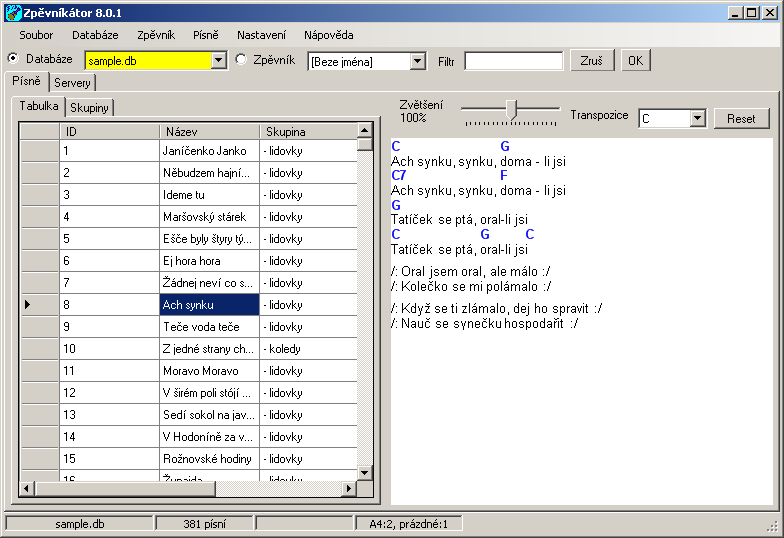 Zpěvníkátor 8.0.1
Soubor Databáze Zpěvník Písně Nastavení Nápověda
Databáze sample.db Zpěvník [Beze jména] Filtr Zruš OK
Písně Servery
Tabulka Skupiny
ID Název Skupina
1 Janíčenko Janko - lidovky
2 Něbudzem hajní... - lidovky
3 Ideme tu - lidovky
4 Maršovský stárek - lidovky
5 Ešče byly štyry tý... - lidovky
6 Ej hora hora - lidovky
7 Žádnej neví co s... - lidovky
8 Ach synku - lidovky
9 Teče voda teče - lidovky
10 Z jedné strany ch... - koledy
11 Moravo Moravo - lidovky
12 V širém poli stójí ... - lidovky
13 Sedí sokol na jav... - lidovky
14 V Hodoníně za v... - lidovky
15 Rožnovské hodiny - lidovky
16 Županda - lidovky
Zvětšení
100%
Transpozice C Reset
C G
Ach synku, synku, doma - li jsi
C7 F
Ach synku, synku, doma - li jsi
G
Tatíček se ptá, oral-li jsi
C G C
Tatíček se ptá, oral-li jsi
/: Oral jsem oral, ale málo :/
/: Kolečko se mi polámalo :/
/: Když se ti zlámalo, dej ho spravit :/
/: Nauč se synečku hospodařit :/
sample.db 381 písní A4:2, prázdné:1